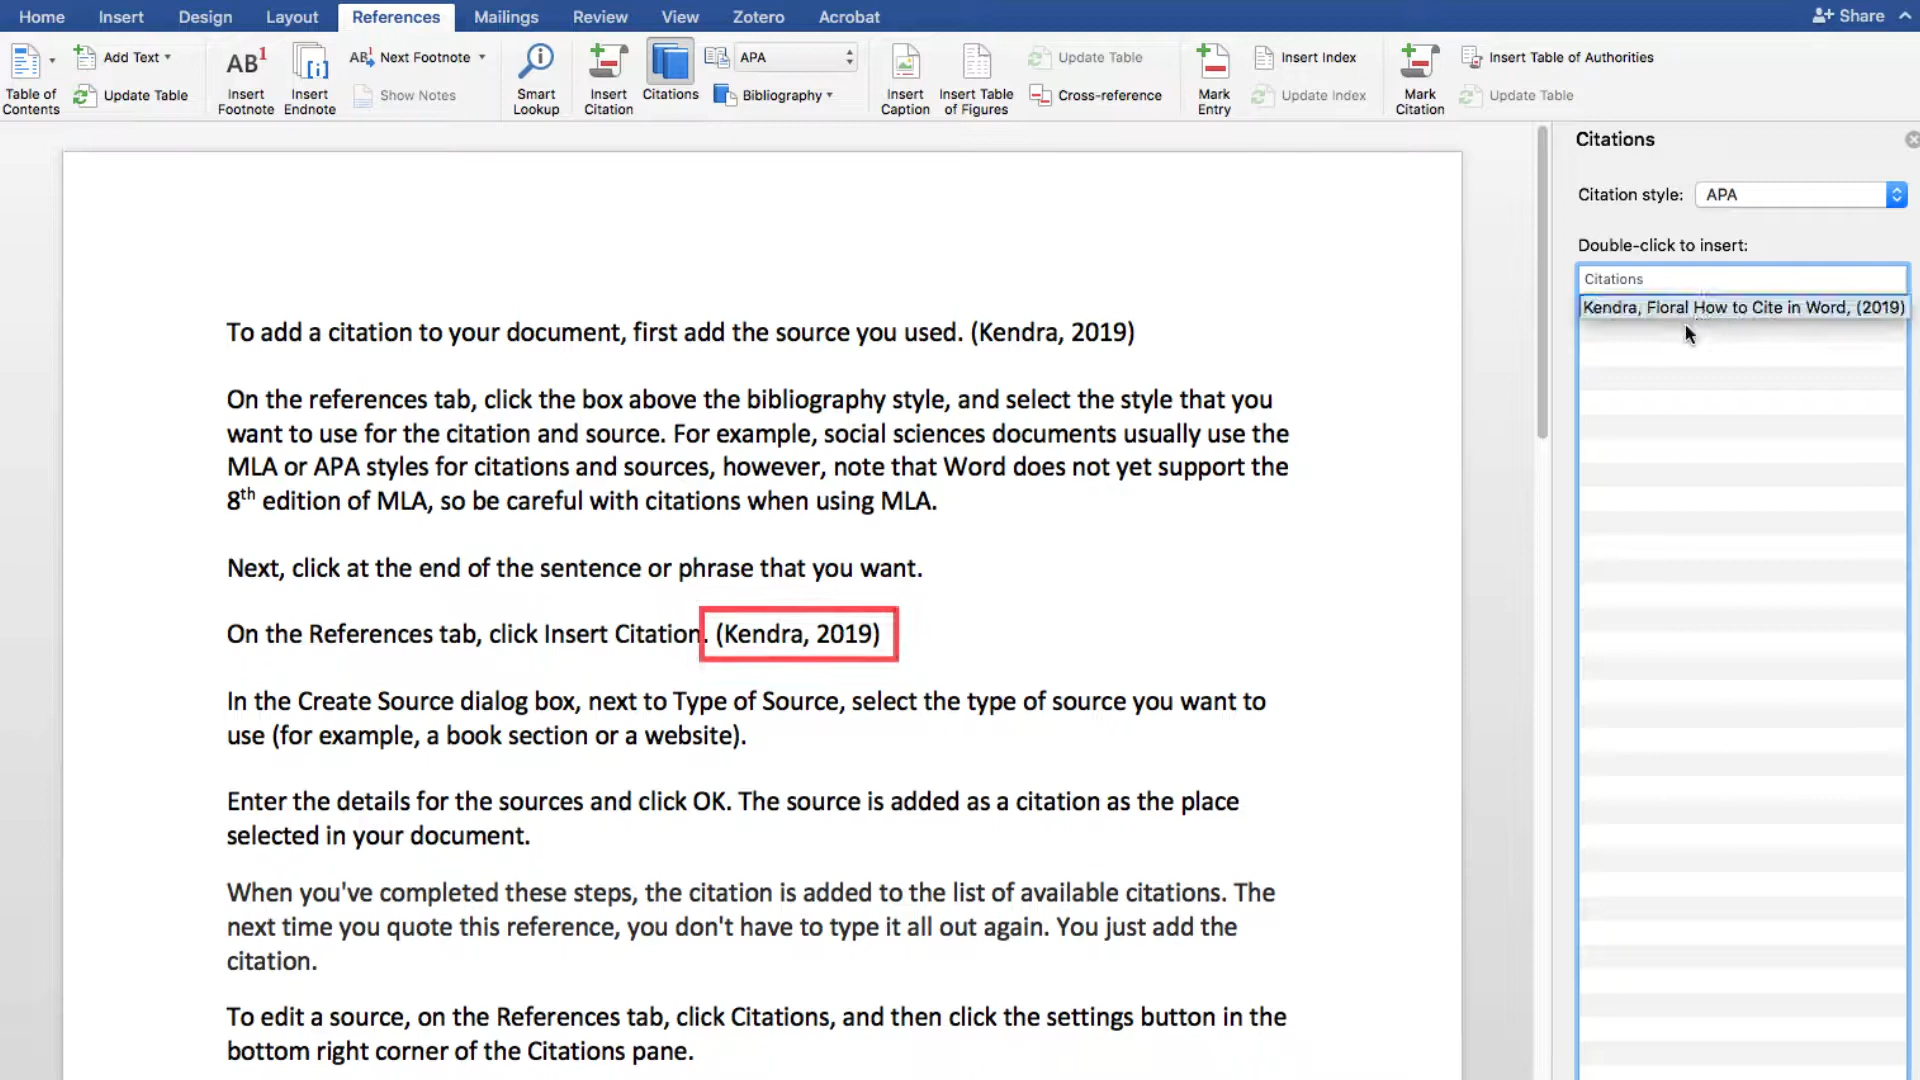 Home Insert Design Layout References Mailings Review View Zotero Acrobat Share
Table of Contents
Add Text
Update Table
AB1 Insert Footnote
[i] Insert Endnote
AB1 Next Footnote
Show Notes
Smart Lookup
Insert Citation
Citations
APA
Bibliography
Insert Caption
Insert Table of Figures
Update Table
Cross-reference
Mark Entry
Insert Index
Update Index
Mark Citation
Insert Table of Authorities
Update Table
To add a citation to your document, first add the source you used. (Kendra, 2019)
On the references tab, click the box above the bibliography style, and select the style that you
want to use for the citation and source. For example, social sciences documents usually use the
MLA or APA styles for citations and sources, however, note that Word does not yet support the
8th edition of MLA, so be careful with citations when using MLA.
Next, click at the end of the sentence or phrase that you want.
On the References tab, click Insert Citation. (Kendra, 2019)
In the Create Source dialog box, next to Type of Source, select the type of source you want to
use (for example, a book section or a website).
Enter the details for the sources and click OK. The source is added as a citation as the place
selected in your document.
When you've completed these steps, the citation is added to the list of available citations. The
next time you quote this reference, you don't have to type it all out again. You just add the
citation.
To edit a source, on the References tab, click Citations, and then click the settings button in the
bottom right corner of the Citations pane.
Citations
Citation style: APA
Double-click to insert:
Citations
Kendra, Floral How to Cite in Word, (2019)